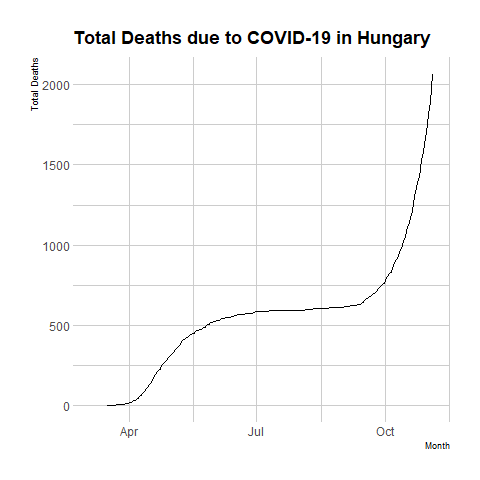 Total Deaths due to COVID-19 in Hungary
Total Deaths
2000
1500
1000
500
0
Apr
Jul
Oct
Month